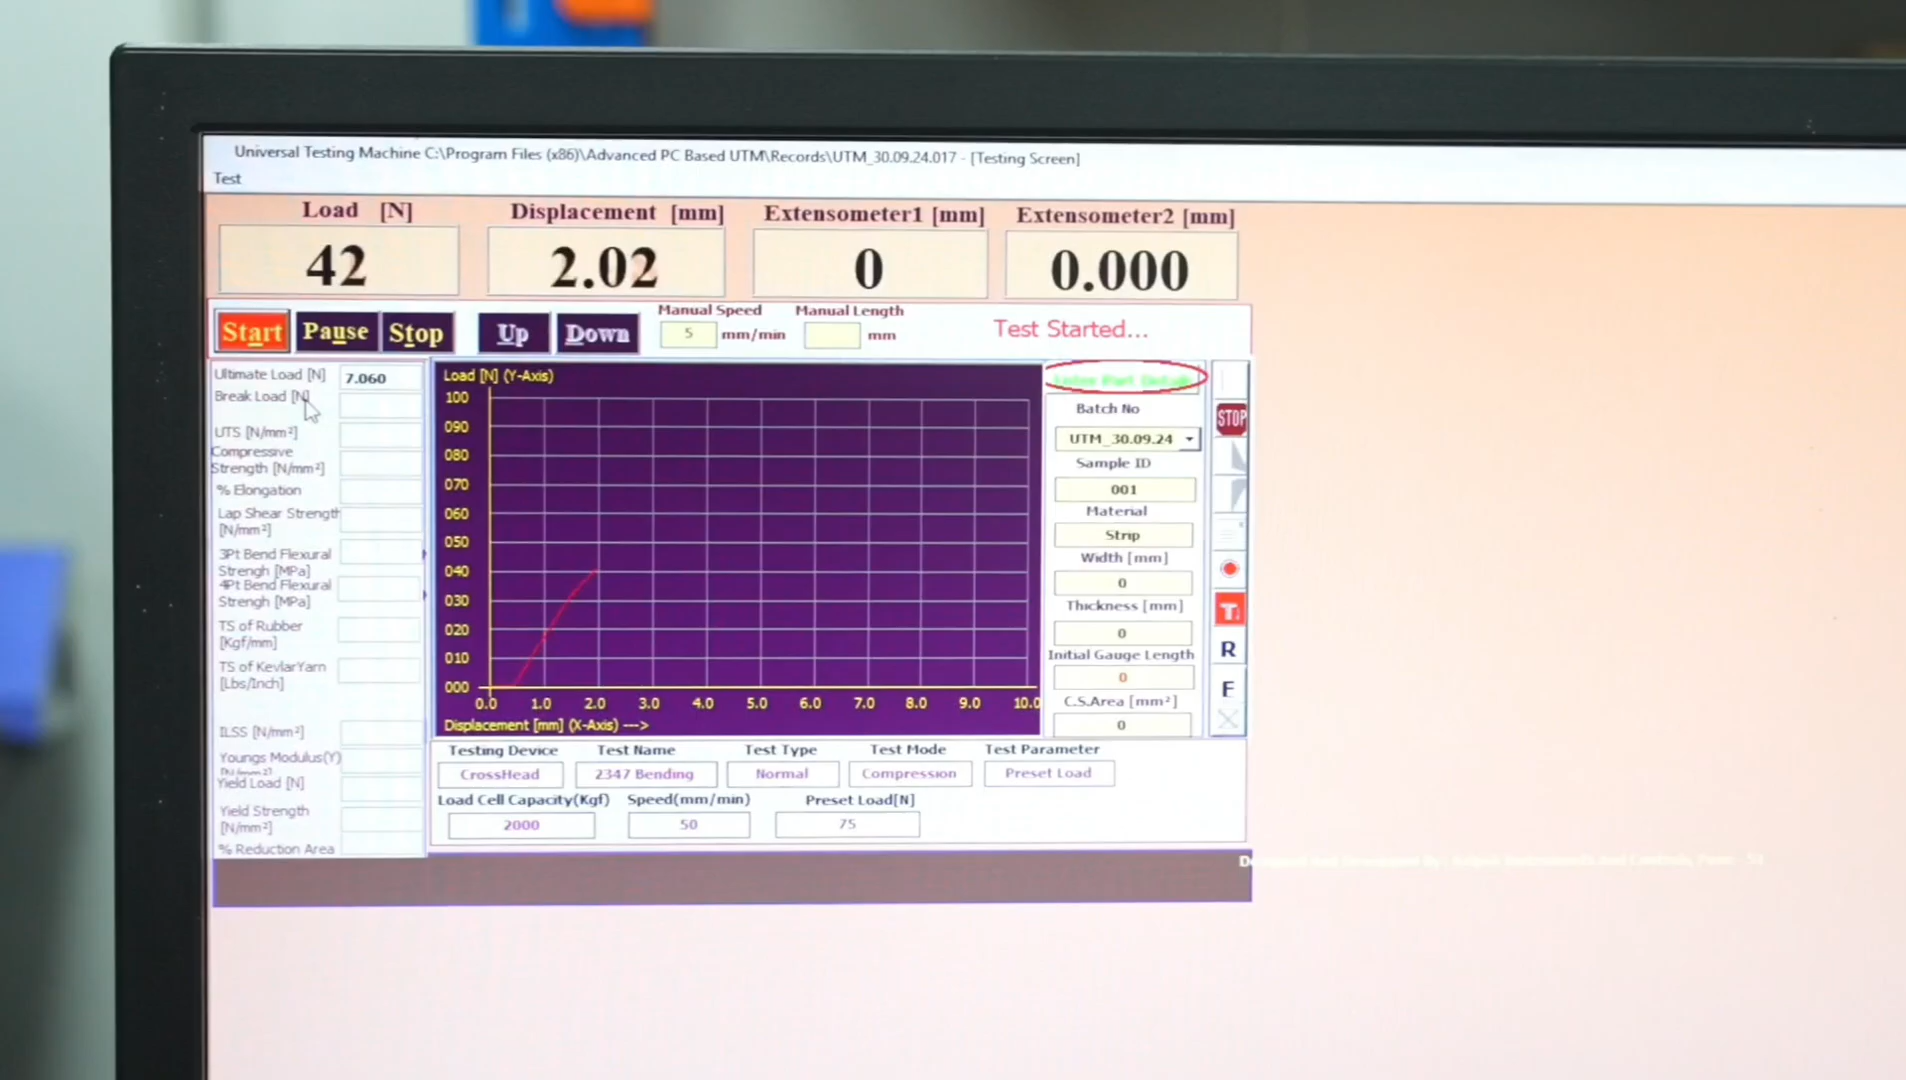 Universal Testing Machine C:\Program Files (x86)\Advanced PC Based UTM\Records\UTM_30.09.24.017 - [Testing Screen]
Test
Load [N] Displacement [mm] Extensometer1 [mm] Extensometer2 [mm]
42 2.02 0 0.000
Start Pause Stop Up Down
Manual Speed Manual Length
5 mm/min mm
Test Started...
Ultimate Load [N] 7.060
Break Load [N]
UTS [N/mm²]
Compressive
Strength [N/mm²]
% Elongation
Lap Shear Strength
[N/mm²]
3Pt Bend Flexural
Strengh [MPa]
4Pt Bend Flexural
Strengh [MPa]
TS of Rubber
[Kgf/mm]
TS of KevlarYarn
[Lbs/Inch]
ILSS [N/mm²]
Youngs Modulus(Y)
[N/mm2]
Yield Load [N]
Yield Strength
[N/mm²]
% Reduction Area
Load [N] (Y-Axis)
100
090
080
070
060
050
040
030
020
010
000
0.0 1.0 2.0 3.0 4.0 5.0 6.0 7.0 8.0 9.0 10.0
Displacement [mm] (X-Axis) --->
Batch No
UTM_30.09.24
Sample ID
001
Material
Strip
Width [mm]
0
Thickness [mm]
0
Initial Gauge Length
0
C.S.Area [mm²]
0
STOP
T
R
F
Testing Device Test Name Test Type Test Mode Test Parameter
CrossHead 2347 Bending Normal Compression Preset Load
Load Cell Capacity(Kgf) Speed(mm/min) Preset Load[N]
2000 50 75